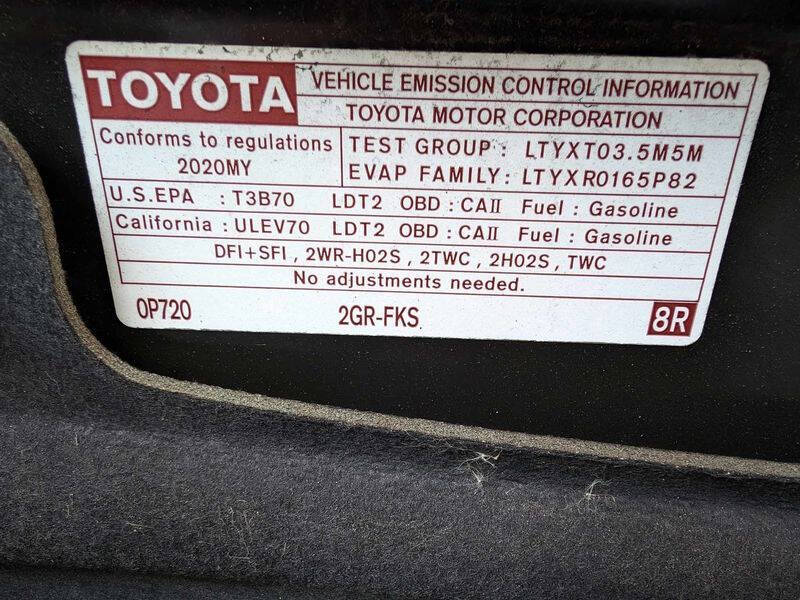 TOYOTA VEHICLE EMISSION CONTROL INFORMATION
TOYOTA MOTOR CORPORATION
Conforms to regulations
2020MY
TEST GROUP : LTYXT03.5M5M
EVAP FAMILY: LTYXR0165P82
U.S.EPA : T3B70 LDT2 OBD : CAII Fuel : Gasoline
California : ULEV70 LDT2 OBD : CAII Fuel : Gasoline
DFI+SFI , 2WR-HO2S , 2TWC , 2HO2S , TWC
No adjustments needed.
0P720 2GR-FKS 8R